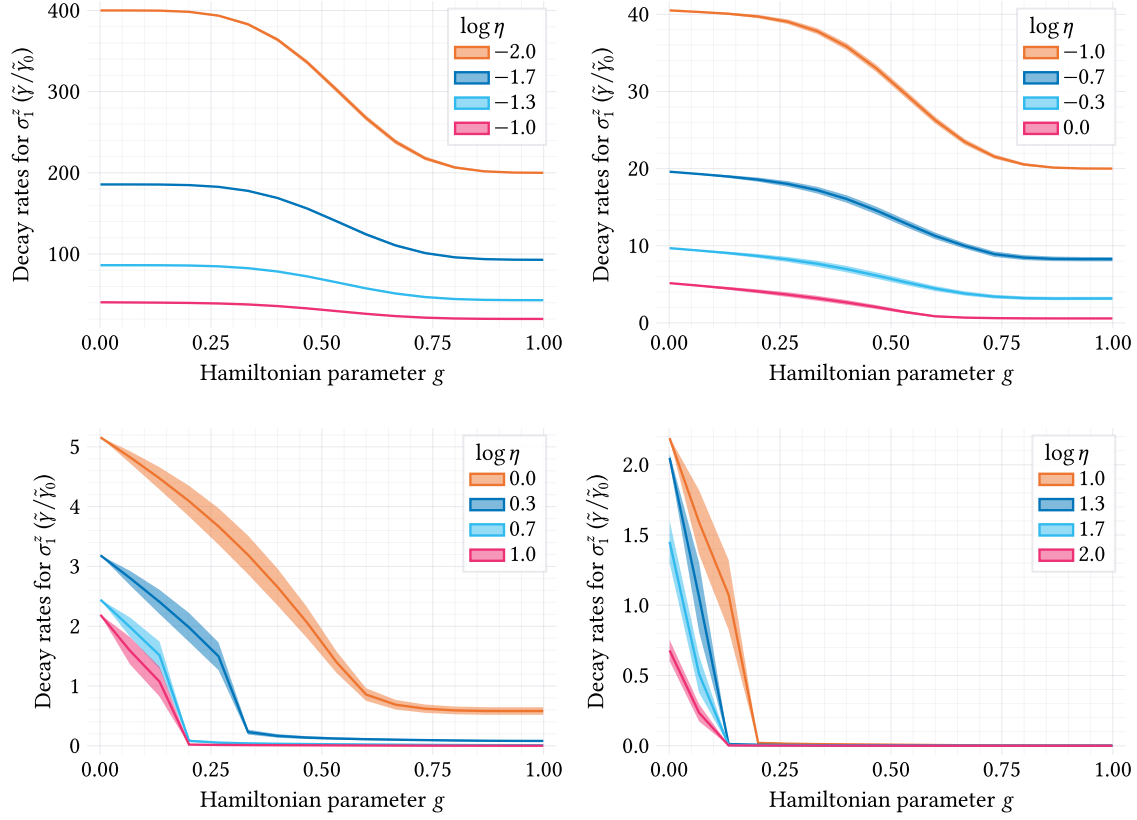 Decay rates for σ₁ᶻ (γ̃/γ̃₀)
400
300
200
100
log η
−2.0
−1.7
−1.3
−1.0
0.00 0.25 0.50 0.75 1.00
Hamiltonian parameter g
Decay rates for σ₁ᶻ (γ̃/γ̃₀)
40
30
20
10
0
log η
−1.0
−0.7
−0.3
0.0
0.00 0.25 0.50 0.75 1.00
Hamiltonian parameter g
Decay rates for σ₁ᶻ (γ̃/γ̃₀)
5
4
3
2
1
0
log η
0.0
0.3
0.7
1.0
0.00 0.25 0.50 0.75 1.00
Hamiltonian parameter g
Decay rates for σ₁ᶻ (γ̃/γ̃₀)
2.0
1.5
1.0
0.5
0.0
log η
1.0
1.3
1.7
2.0
0.00 0.25 0.50 0.75 1.00
Hamiltonian parameter g